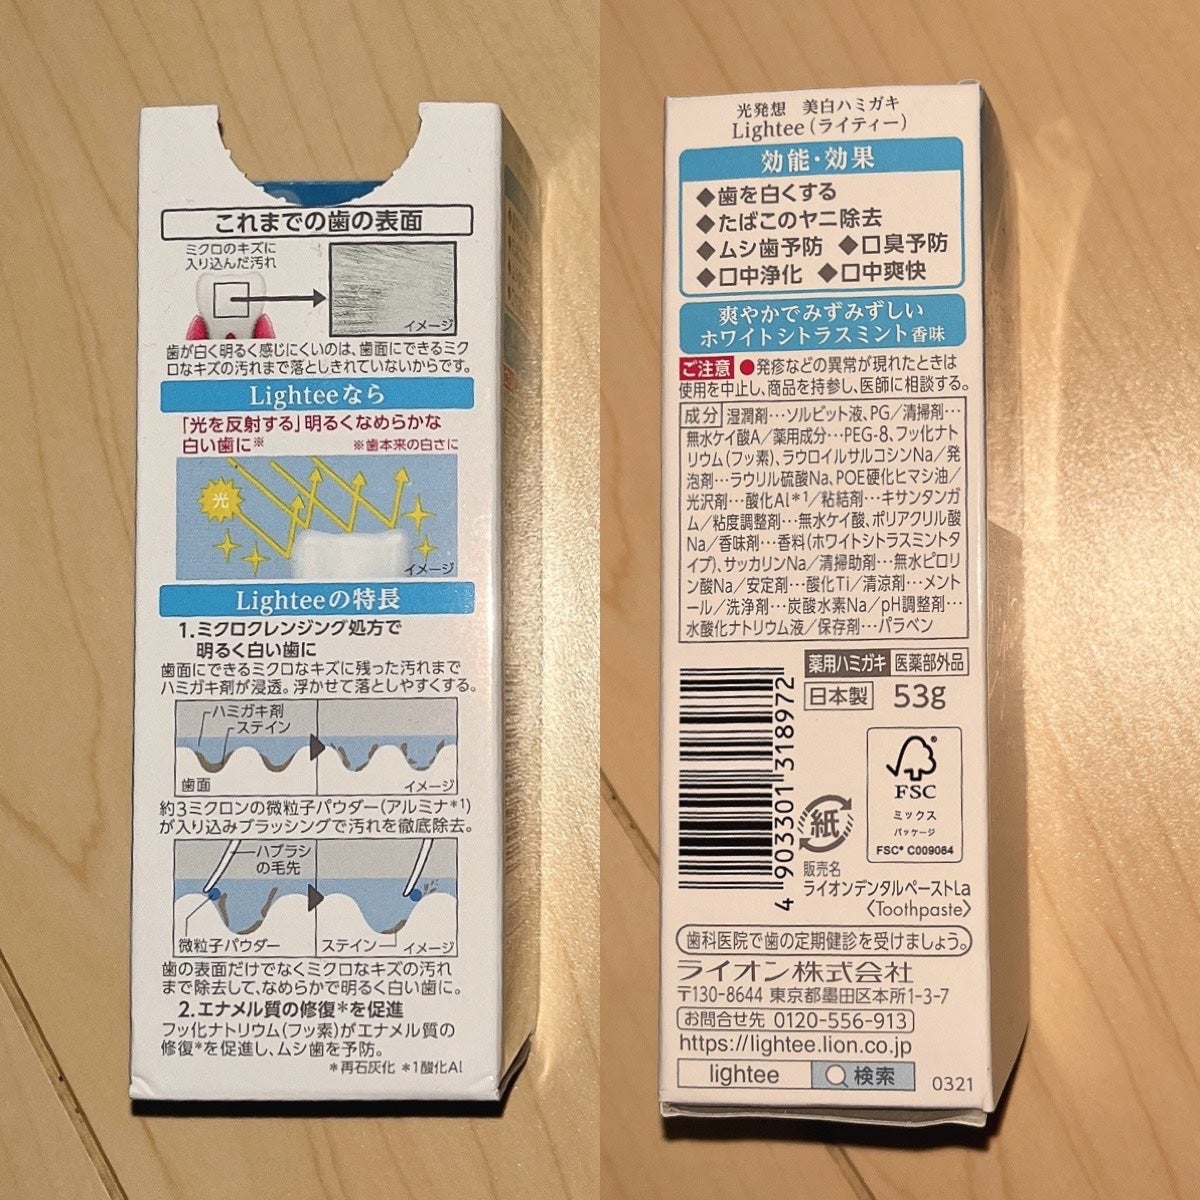 これまでの歯の表面
ミクロのキズに
入り込んだ汚れ
イメージ
歯が白く明るく感じにくいのは、歯面にできるミク
ロなキズの汚れまで落としきれていないからです。
Lighteeなら
「光を反射する」明るくなめらかな
白い歯に※
※歯本来の白さに
光
イメージ
Lighteeの特長
1.ミクロクレンジング処方で
明るく白い歯に
歯面にできるミクロなキズに残った汚れまで
ハミガキ剤が浸透。浮かせて落としやすくする。
ハミガキ剤
ステイン
歯面
イメージ
約3ミクロンの微粒子パウダー(アルミナ*1)
が入り込みブラッシングで汚れを徹底除去。
ハブラシ
の毛先
微粒子パウダー
ステイン
イメージ
歯の表面だけでなくミクロなキズの汚れ
まで除去して、なめらかで明るく白い歯に。
2.エナメル質の修復*を促進
フッ化ナトリウム(フッ素)がエナメル質の
修復*を促進し、ムシ歯を予防。
*再石灰化 *1酸化Al
光発想 美白ハミガキ
Lightee(ライティー)
効能・効果
◆歯を白くする
◆たばこのヤニ除去
◆ムシ歯予防 ◆口臭予防
◆口中浄化 ◆口中爽快
爽やかでみずみずしい
ホワイトシトラスミント香味
ご注意 ●発疹などの異常が現れたときは
使用を中止し、商品を持参し、医師に相談する。
成分 湿潤剤…ソルビット液、PG/清掃剤…
無水ケイ酸A/薬用成分…PEG-8、フッ化ナト
リウム(フッ素)、ラウロイルサルコシンNa/発
泡剤…ラウリル硫酸Na、POE硬化ヒマシ油/
光沢剤…酸化Al*1/粘結剤…キサンタンガ
ム/粘度調整剤…無水ケイ酸、ポリアクリル酸
Na/香味剤…香料(ホワイトシトラスミントタ
イプ)、サッカリンNa/清掃助剤…無水ピロリ
ン酸Na/安定剤…酸化Ti/清涼剤…メント
ール/洗浄剤…炭酸水素Na/pH調整剤…
水酸化ナトリウム液/保存剤…パラベン
薬用ハミガキ 医薬部外品
日本製 53g
4 903301 318972
紙
FSC
ミックス
パッケージ
FSC® C009084
販売名
ライオンデンタルペーストLa
〈Toothpaste〉
歯科医院で歯の定期健診を受けましょう。
ライオン株式会社
〒130-8644 東京都墨田区本所1-3-7
お問合せ先 0120-556-913
https://lightee.lion.co.jp
lightee 検索
0321